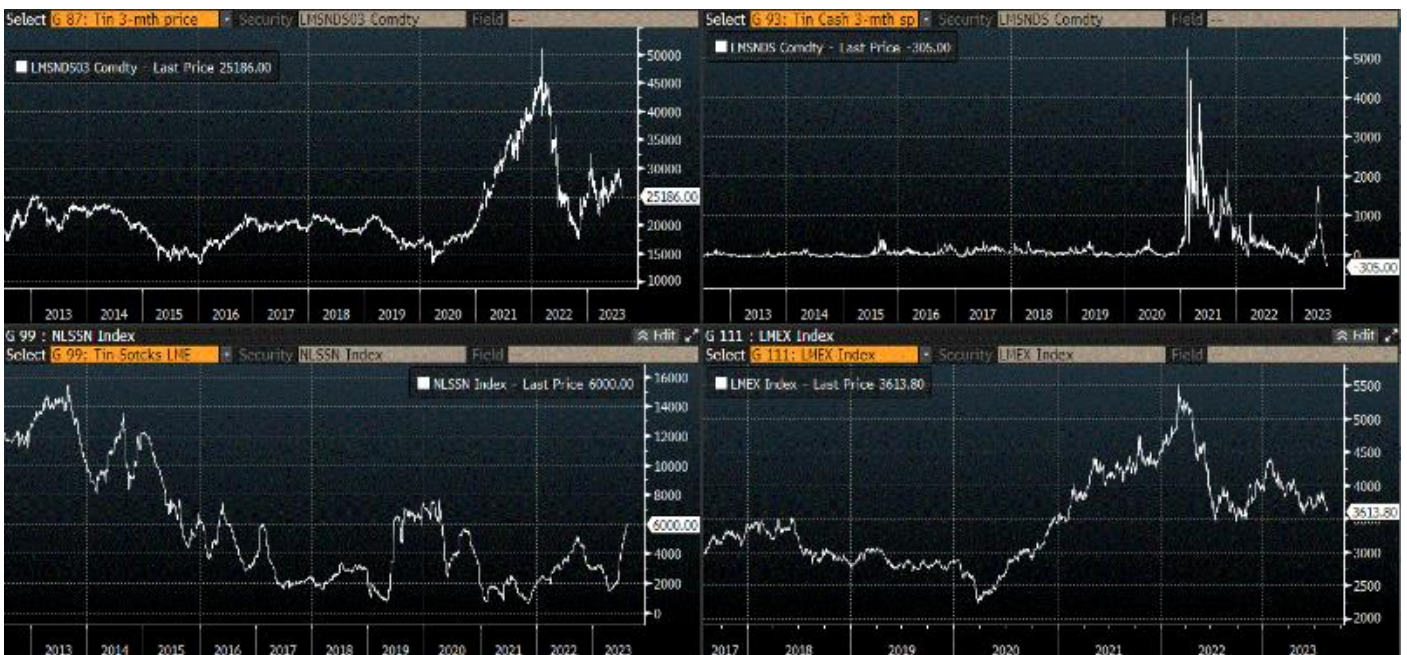 Select G 87: Tin 3-mth price Security LMSNDS03 Comdty Field --
LMSNDS03 Comdty - Last Price 25186.00
50000
45000
40000
35000
30000
25186.00
20000
15000
10000
2013 2014 2015 2016 2017 2018 2019 2020 2021 2022 2023
Select G 93: Tin Cash 3-mth sp Security LMSNDS Comdty Field --
LMSNDS Comdty - Last Price -305.00
5000
4000
3000
2000
1000
0
-305.00
2013 2014 2015 2016 2017 2018 2019 2020 2021 2022 2023
G 99 : NLSSN Index Edit
Select G 99: Tin Sotcks LME Security NLSSN Index Field --
NLSSN Index - Last Price 6000.00
16000
14000
12000
10000
8000
6000.00
4000
2000
0
2013 2014 2015 2016 2017 2018 2019 2020 2021 2022 2023
G 111 : LMEX Index Edit
Select G 111: LMEX Index Security LMEX Index Field --
LMEX Index - Last Price 3613.80
5500
5000
4500
4000
3613.80
3000
2500
2000
2017 2018 2019 2020 2021 2022 2023